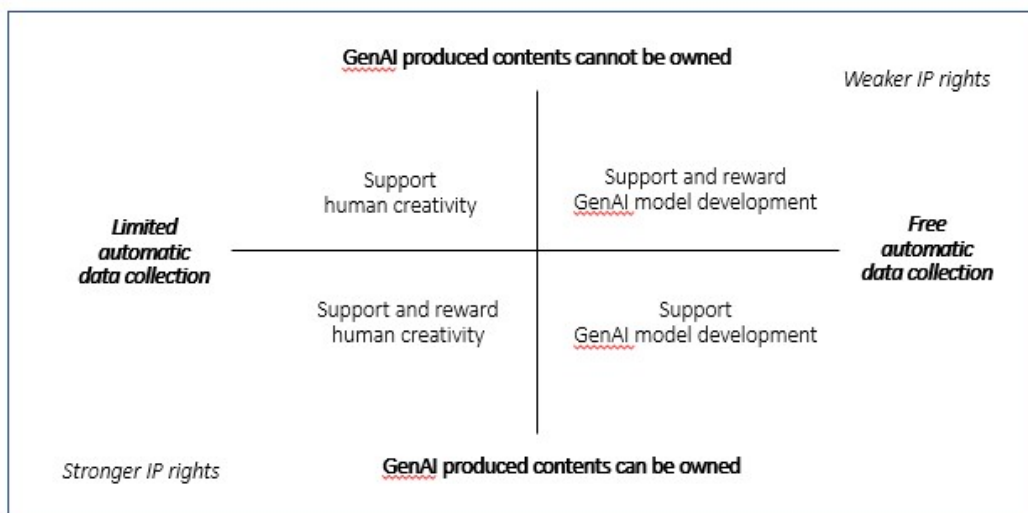 GenAI produced contents cannot be owned
Weaker IP rights
Support
human creativity
Support and reward
GenAI model development
Limited
automatic
data collection
Free
automatic
data collection
Support and reward
human creativity
Support
GenAI model development
Stronger IP rights
GenAI produced contents can be owned